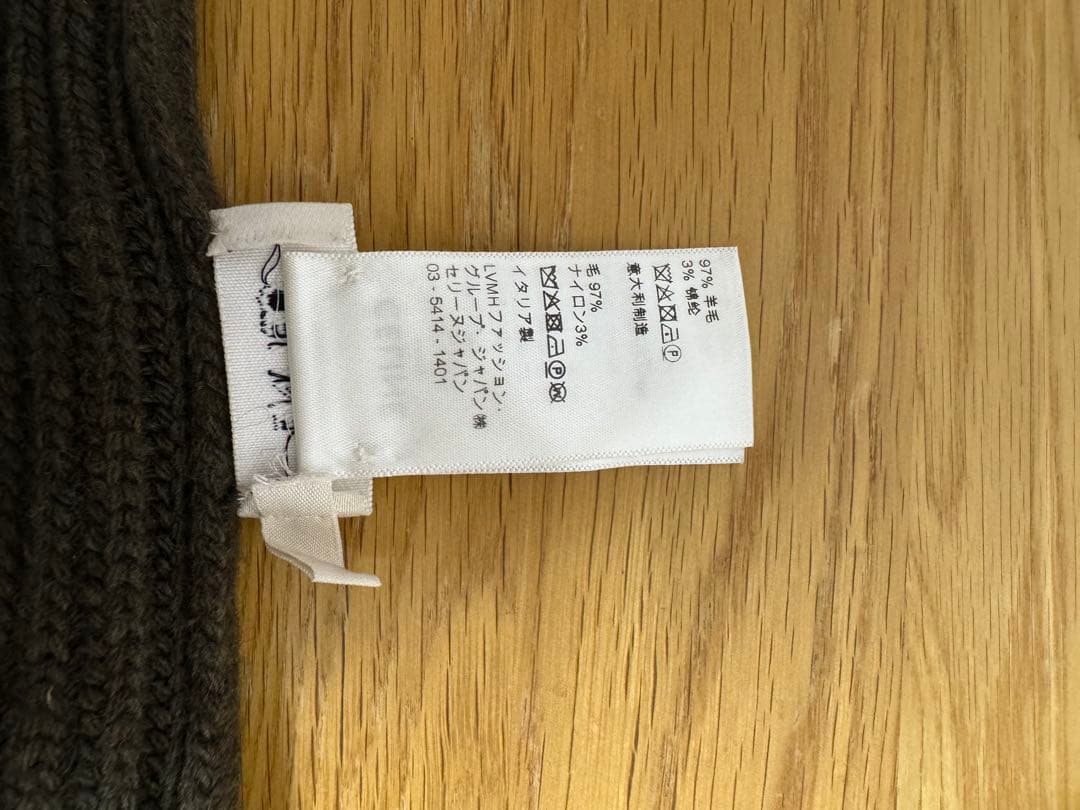 97% 羊毛
3% 锦纶
意大利制造
毛 97%
ナイロン3%
イタリア製
LVMHファッション・
グループ・ジャパン㈱
セリーヌジャパン
03 - 5414 - 1401